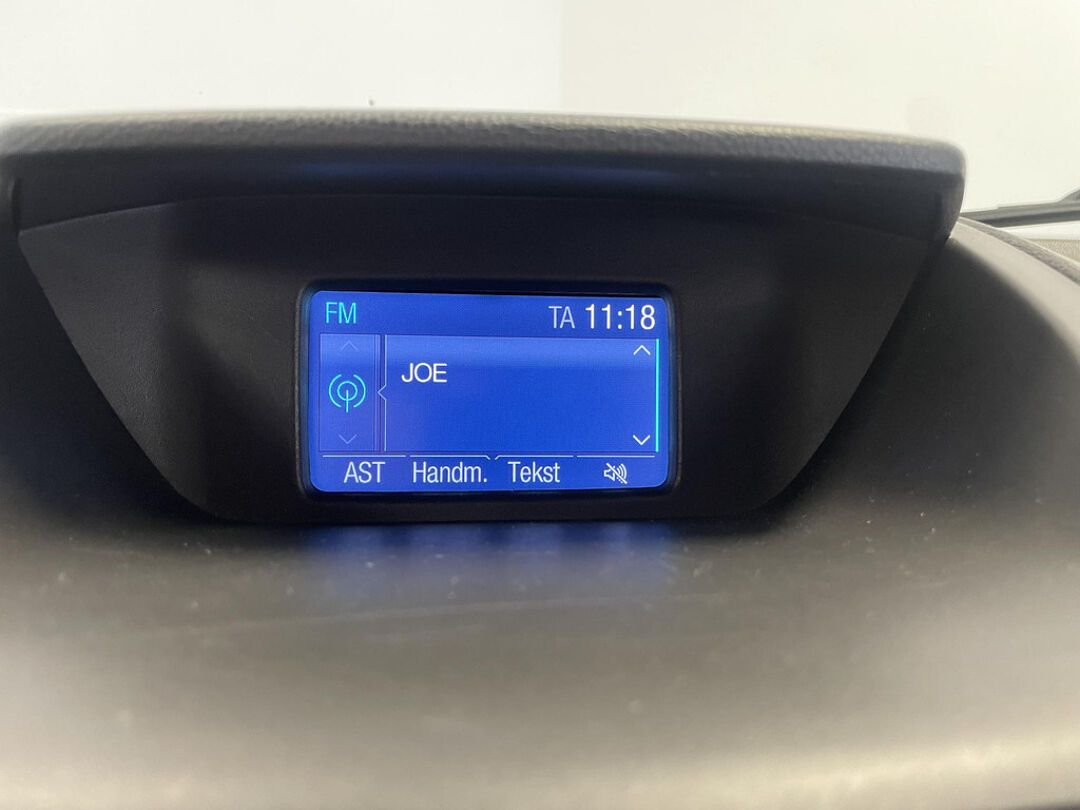 FM TA 11:18
JOE
AST Handm. Tekst